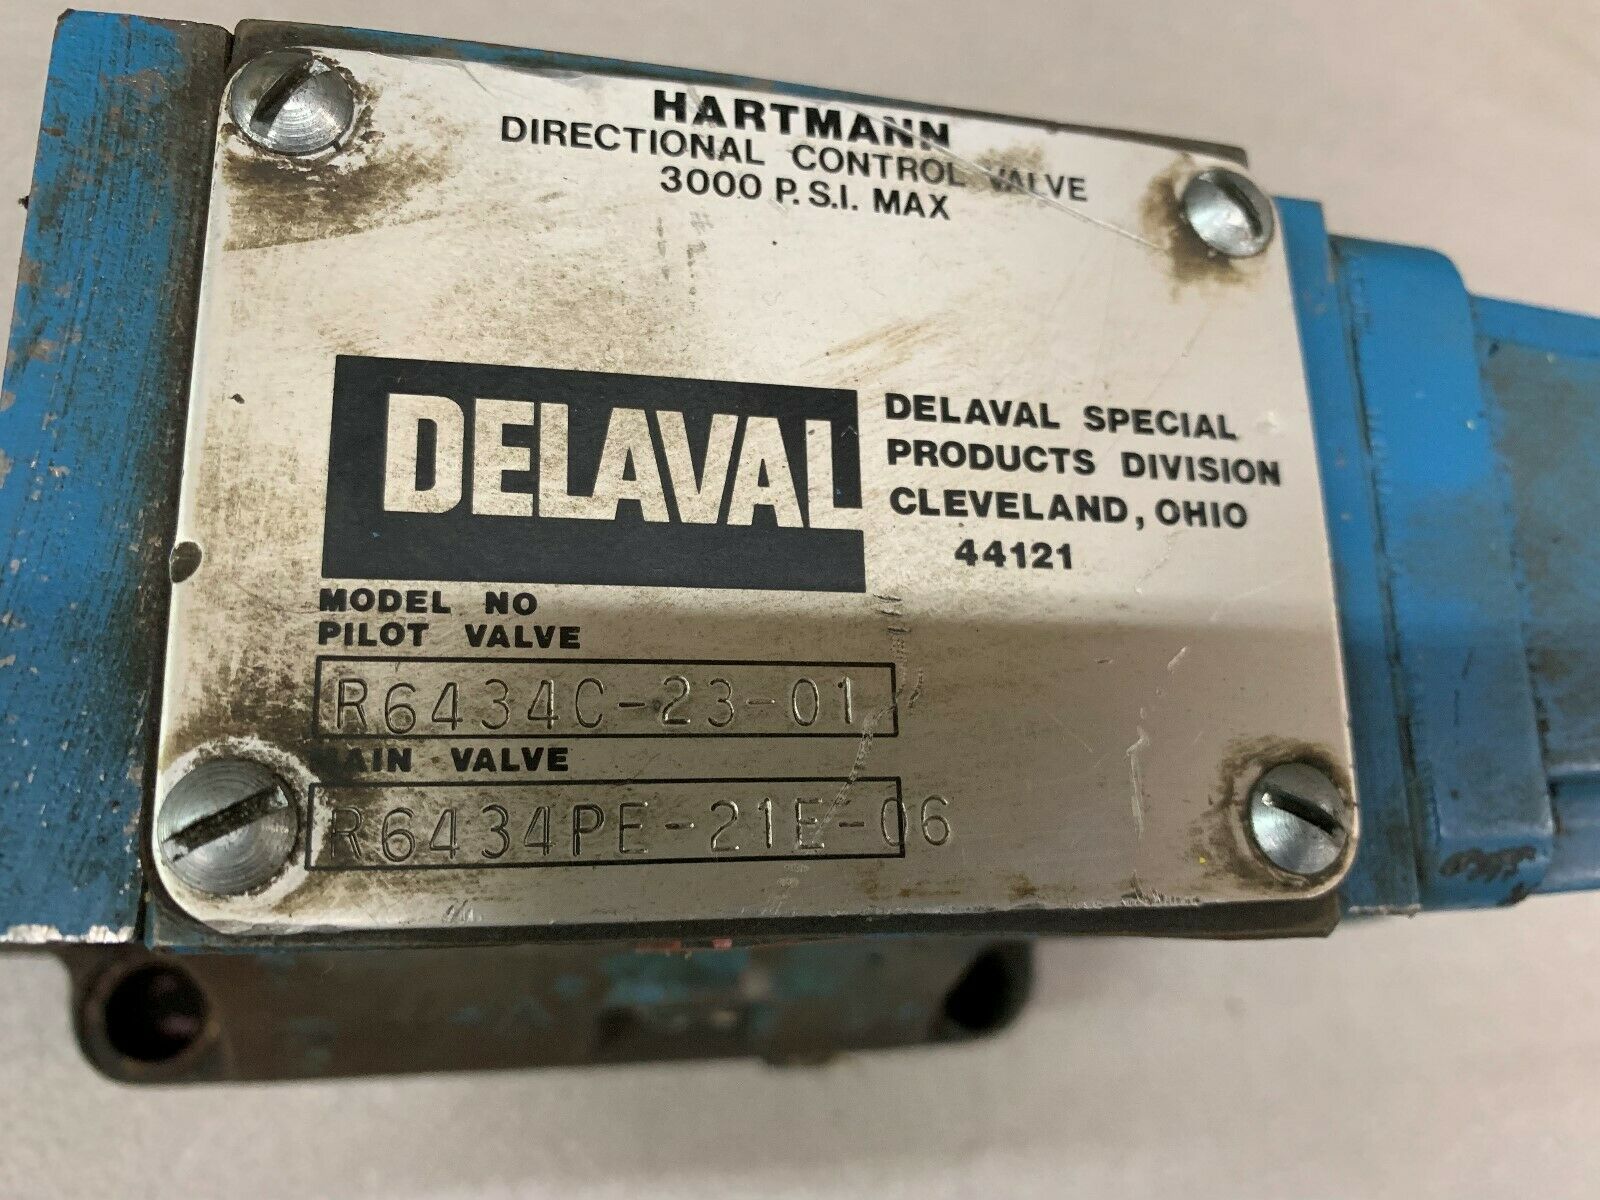 HARTMANN
DIRECTIONAL CONTROL VALVE
3000 P.S.I. MAX
DELAVAL
DELAVAL SPECIAL
PRODUCTS DIVISION
CLEVELAND, OHIO
44121
MODEL NO
PILOT VALVE
R6434C-23-01
MAIN VALVE
R6434PE-21E-06